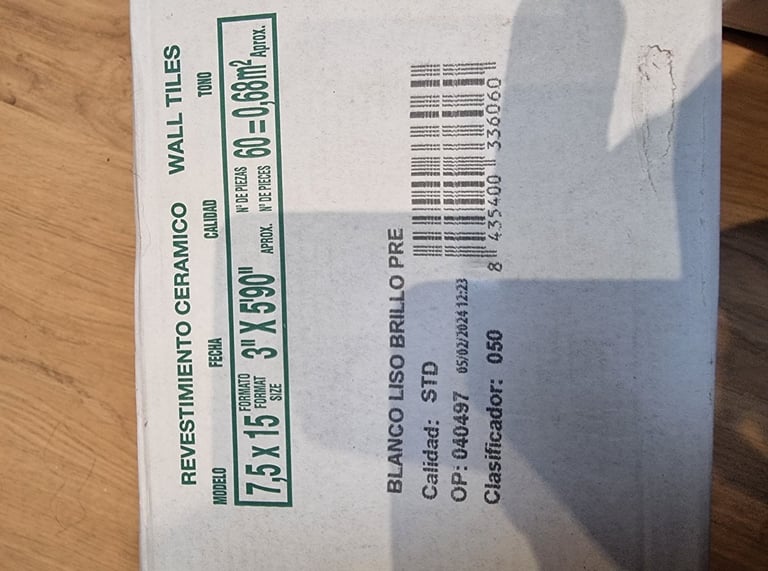 REVESTIMIENTO CERAMICO WALL TILES
MODELO FECHA CALIDAD TONO
7,5 x 15 FORMATO FORMAT SIZE 3" X 5'90" APROX. Nº DE PIEZAS Nº DE PIECES 60 = 0,68m² Aprox.
BLANCO LISO BRILLO PRE
Calidad: STD
OP: 040497 05/02/2024 12:23
Clasificador: 050
8 435400 336060